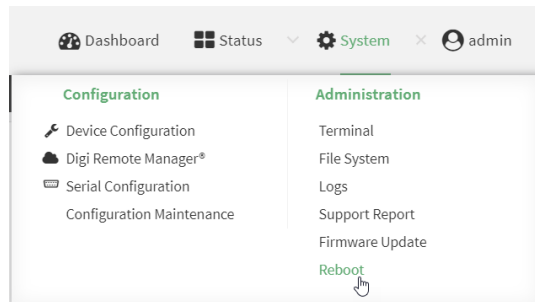 Dashboard Status System admin
Configuration
Device Configuration
Digi Remote Manager®
Serial Configuration
Configuration Maintenance
Administration
Terminal
File System
Logs
Support Report
Firmware Update
Reboot